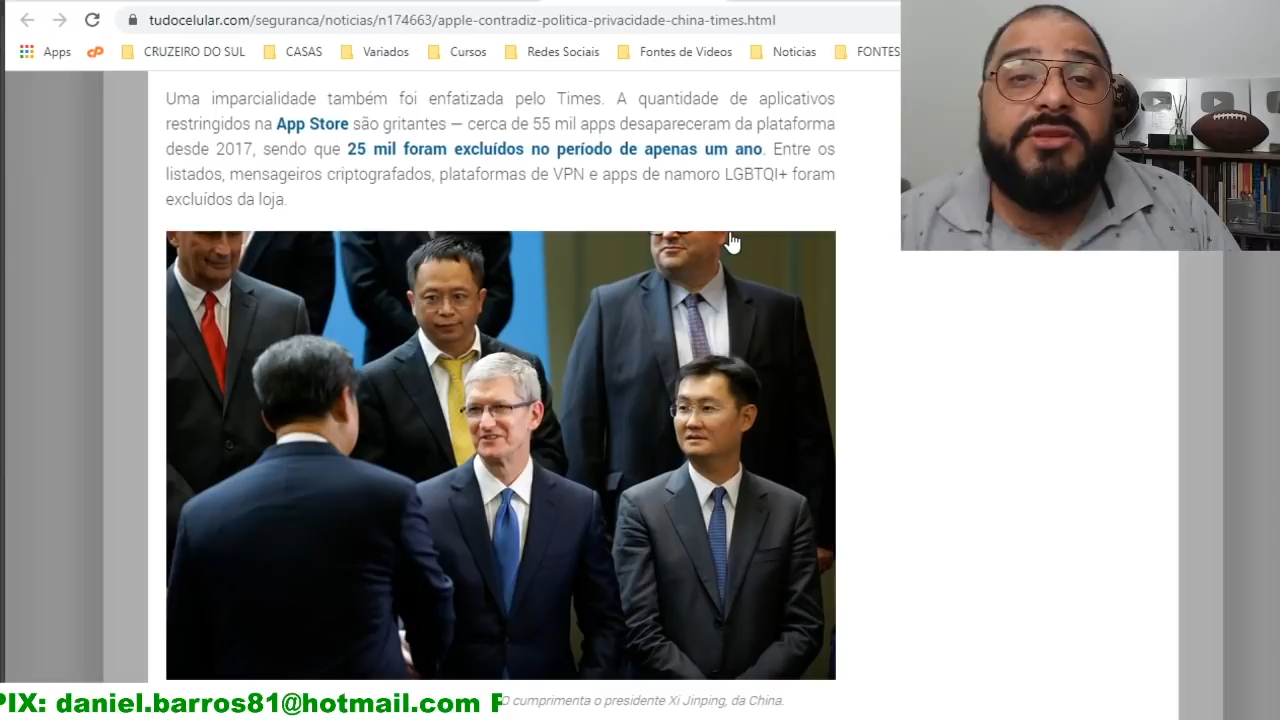 tudocelular.com/seguranca/noticias/n174663/apple-contradiz-politica-privacidade-china-times.html
Apps CRUZEIRO DO SUL CASAS Variados Cursos Redes Sociais Fontes de Videos Noticias FONTES
Uma imparcialidade também foi enfatizada pelo Times. A quantidade de aplicativos
restringidos na App Store são gritantes — cerca de 55 mil apps desapareceram da plataforma
desde 2017, sendo que 25 mil foram excluídos no período de apenas um ano. Entre os
listados, mensageiros criptografados, plataformas de VPN e apps de namoro LGBTQI+ foram
excluídos da loja.
cumprimenta o presidente Xi Jinping, da China.
PIX: daniel.barros81@hotmail.com